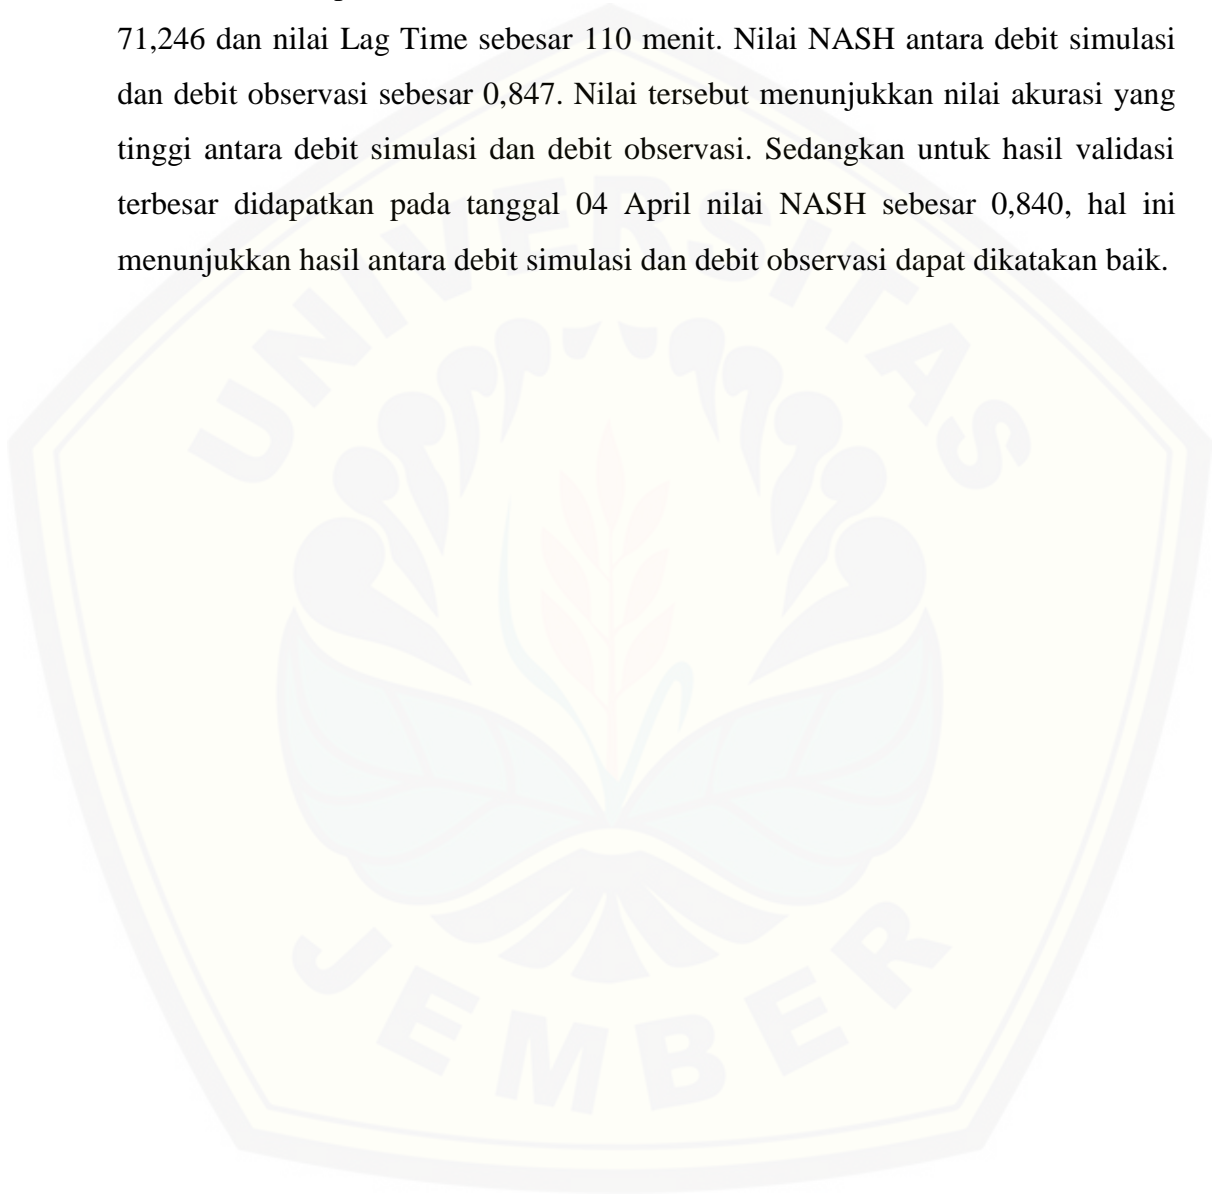 71,246 dan nilai Lag Time sebesar 110 menit. Nilai NASH antara debit simulasi
dan debit observasi sebesar 0,847. Nilai tersebut menunjukkan nilai akurasi yang
tinggi antara debit simulasi dan debit observasi. Sedangkan untuk hasil validasi
terbesar didapatkan pada tanggal 04 April nilai NASH sebesar 0,840, hal ini
menunjukkan hasil antara debit simulasi dan debit observasi dapat dikatakan baik.
UNIVERSITAS
JEMBER